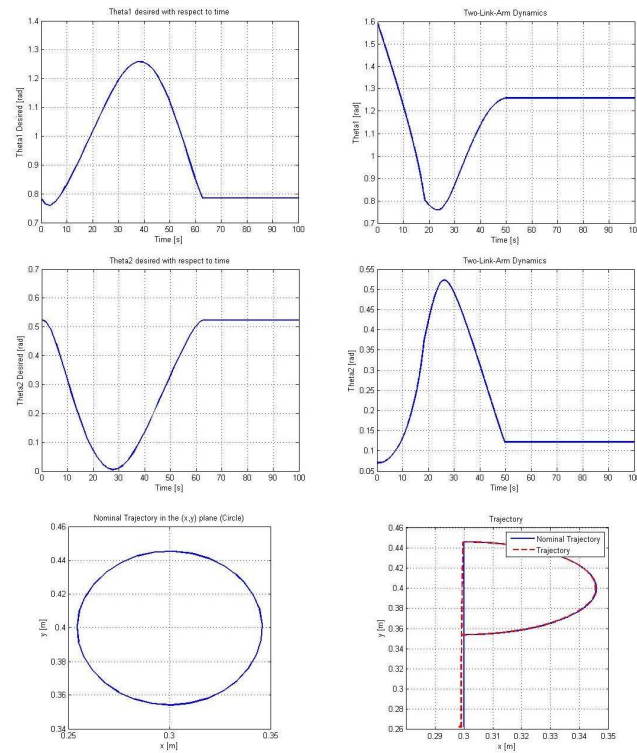 Theta1 desired with respect to time
Theta1 Desired [rad]
1.4
1.3
1.2
1.1
1
0.9
0.8
0.7
0 10 20 30 40 50 60 70 80 90 100
Time [s]
Two-Link-Arm Dynamics
Theta1 [rad]
1.6
1.5
1.4
1.3
1.2
1.1
1
0.9
0.8
0.7
0 10 20 30 40 50 60 70 80 90 100
Time [s]
Theta2 desired with respect to time
Theta2 Desired [rad]
0.7
0.6
0.5
0.4
0.3
0.2
0.1
0
0 10 20 30 40 50 60 70 80 90 100
Time [s]
Two-Link-Arm Dynamics
Theta2 [rad]
0.55
0.5
0.45
0.4
0.35
0.3
0.25
0.2
0.15
0.1
0.05
0 10 20 30 40 50 60 70 80 90 100
Time [s]
Nominal Trajectory in the (x,y) plane (Circle)
y [m]
0.46
0.44
0.42
0.4
0.38
0.36
0.34
0.25 0.3 0.35
x [m]
Trajectory
Nominal Trajectory
Trajectory
y [m]
0.46
0.44
0.42
0.4
0.38
0.36
0.34
0.32
0.3
0.28
0.26
0.28 0.29 0.3 0.31 0.32 0.33 0.34 0.35
x [m]